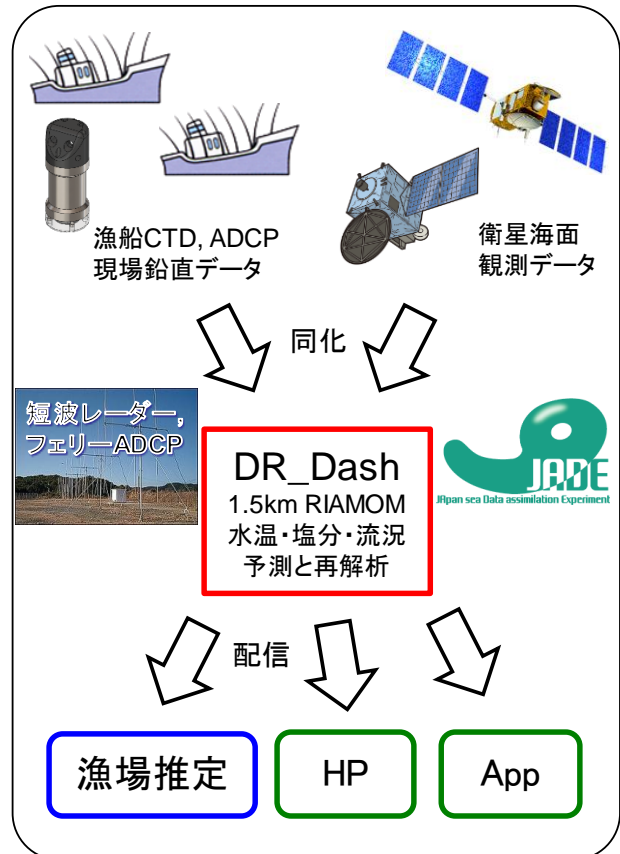 漁船CTD, ADCP
現場鉛直データ
衛星海面
観測データ
同化
短波レーダー,
フェリーADCP
DR_Dash
1.5km RIAMOM
水温・塩分・流況
予測と再解析
JADE
JApan sea Data assimilation Experiment
配信
漁場推定
HP
App